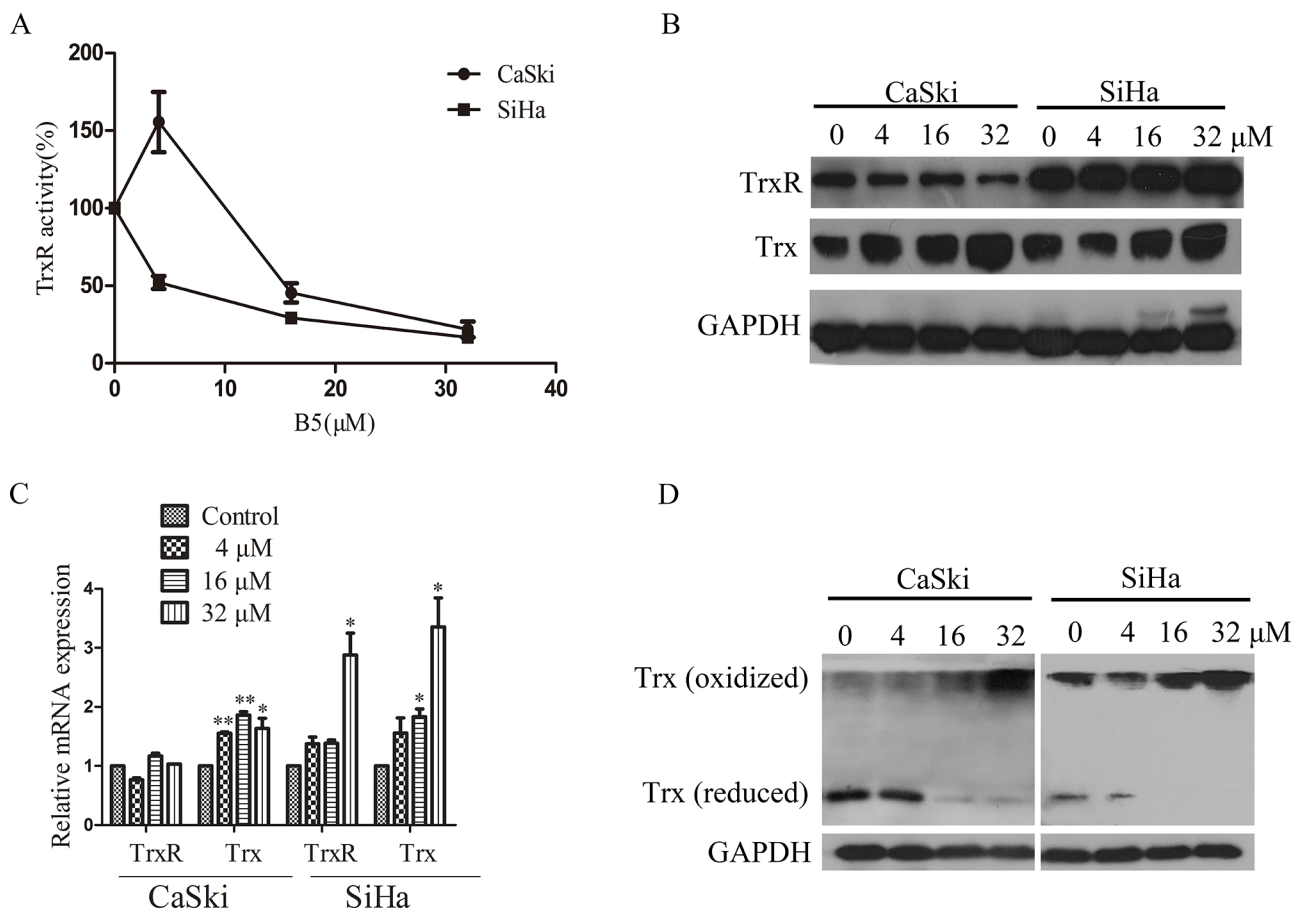 A
200
150
100
50
0
TrxR activity(%)
0 10 20 30 40
B5(μM)
CaSki
SiHa
B
CaSki SiHa
0 4 16 32 0 4 16 32 μM
TrxR
Trx
GAPDH
C
Control
4 μM
16 μM
32 μM
Relative mRNA expression
4
3
2
1
0
** ** * * * *
TrxR Trx TrxR Trx
CaSki SiHa
D
CaSki SiHa
0 4 16 32 0 4 16 32 μM
Trx (oxidized)
Trx (reduced)
GAPDH